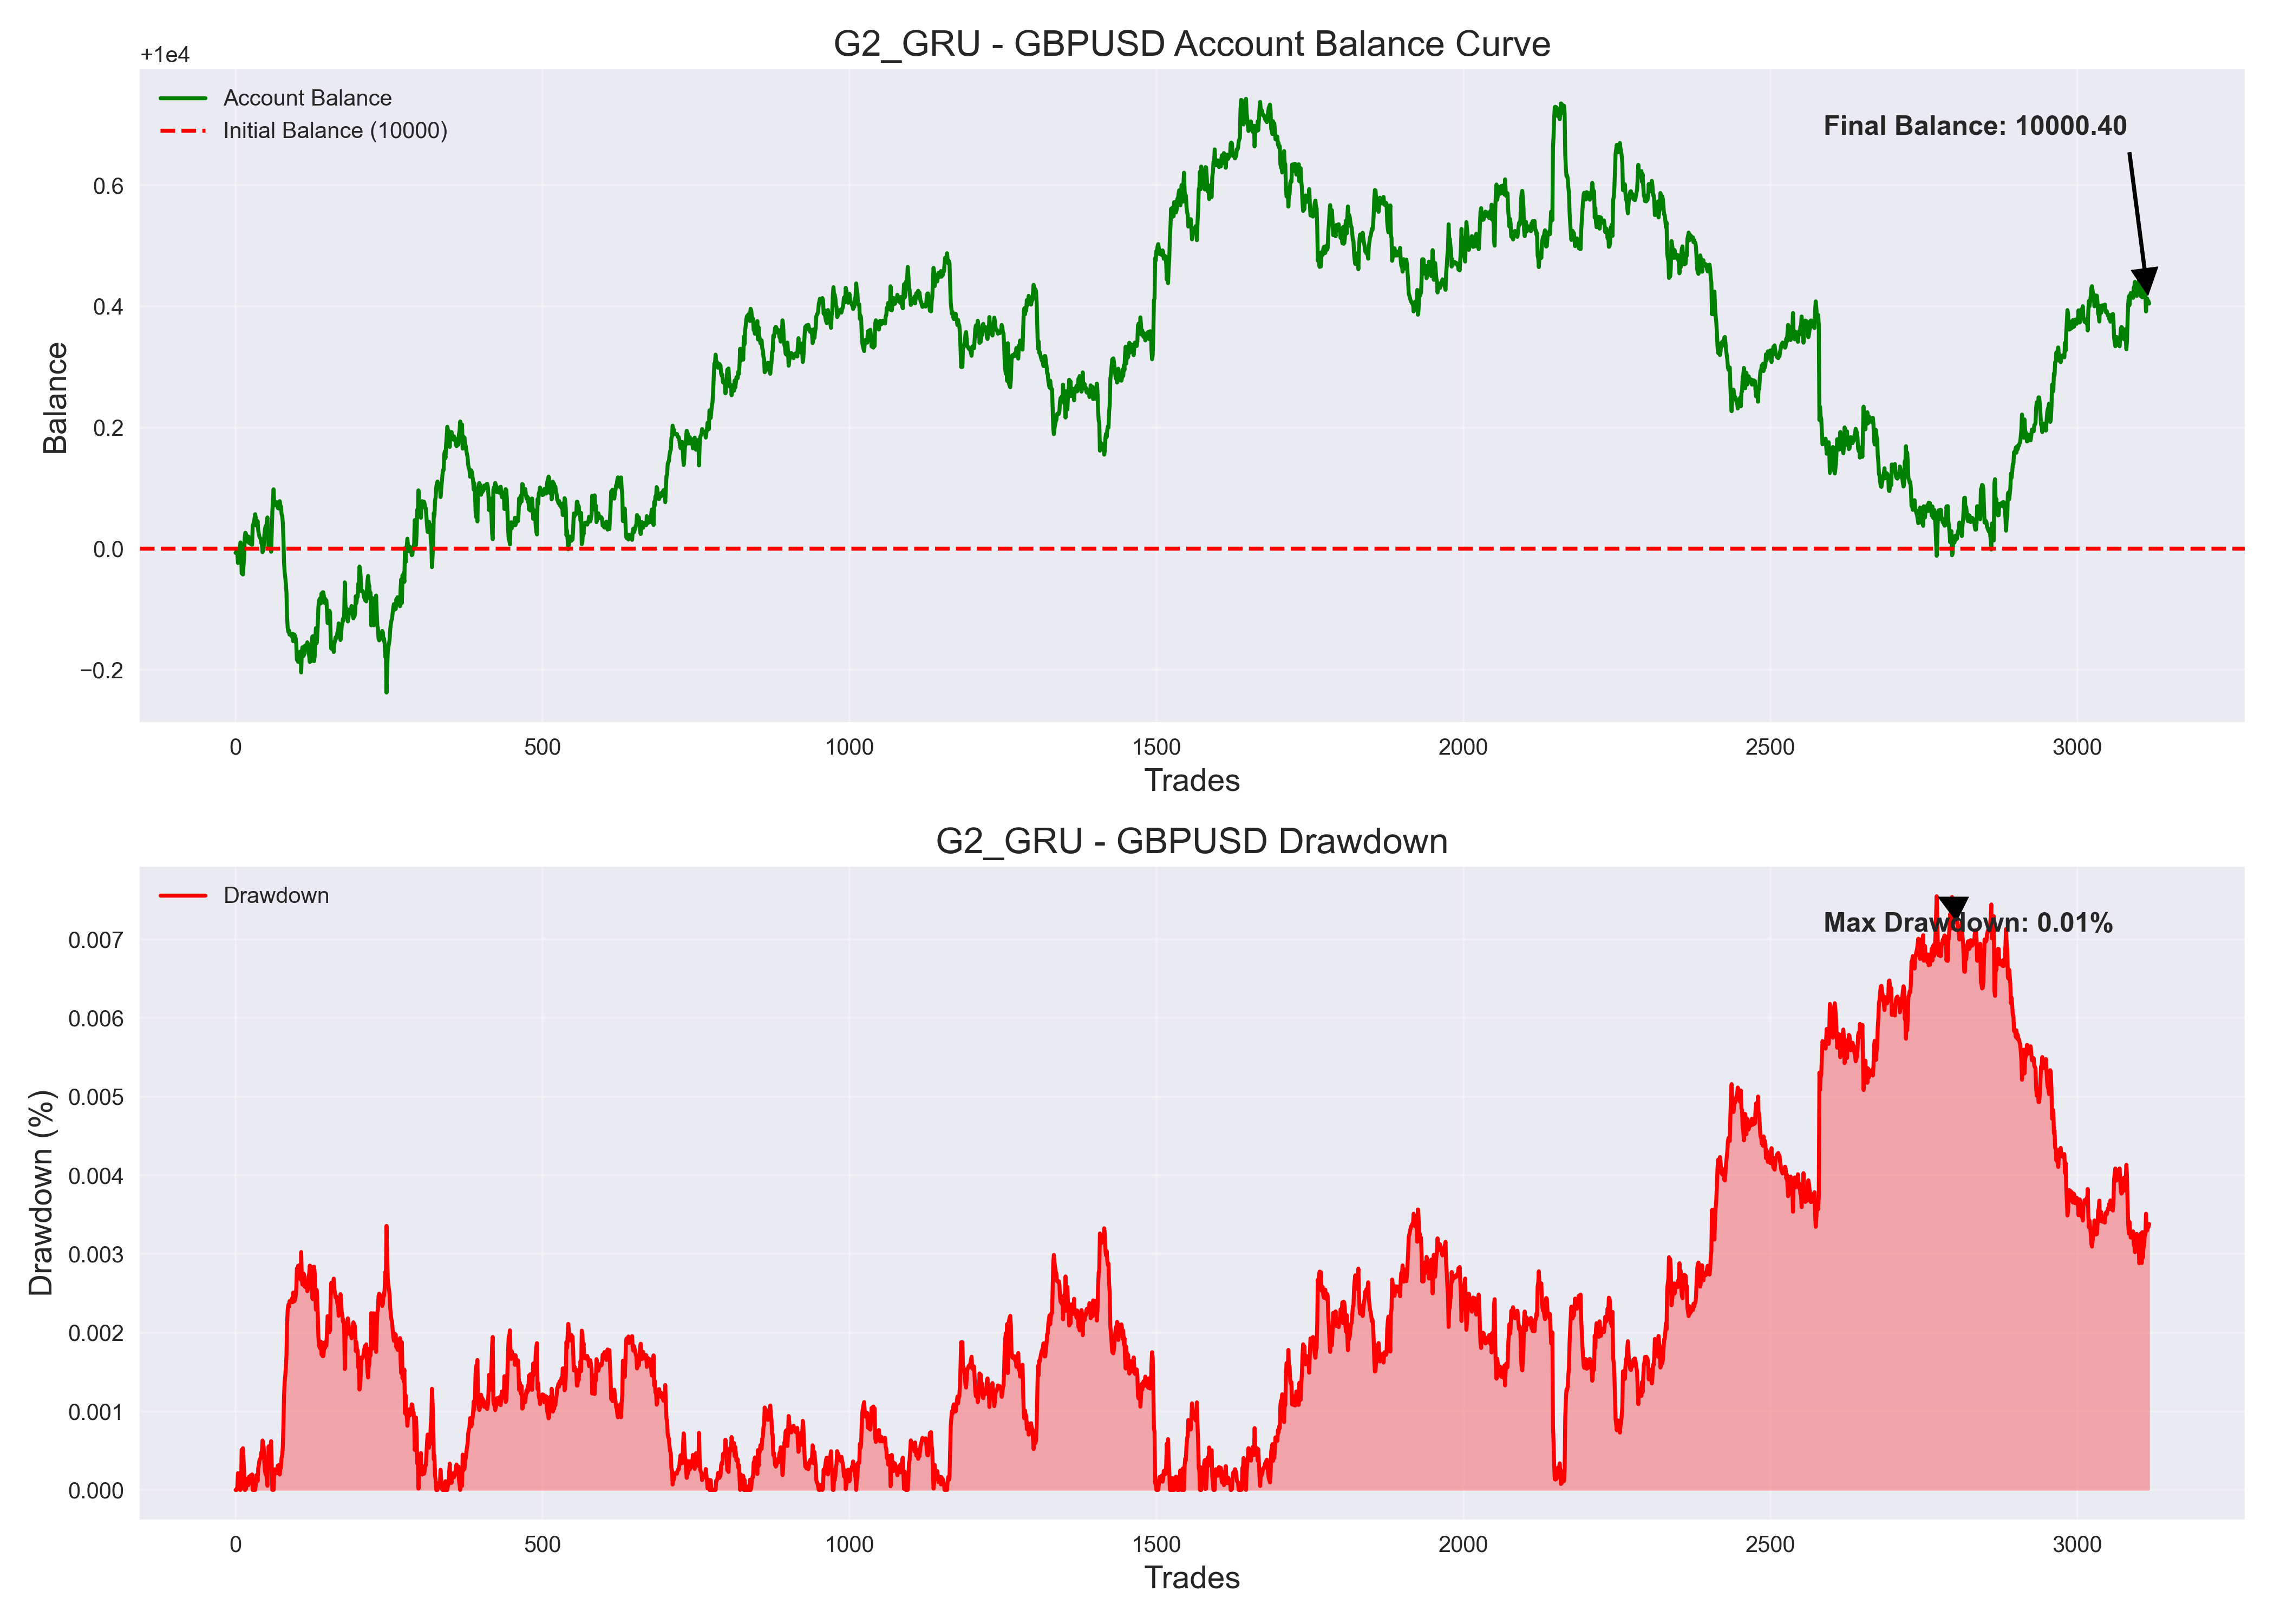 G2_GRU - GBPUSD Account Balance Curve
+1e4
Account Balance
Initial Balance (10000)
Final Balance: 10000.40
0.6
0.4
0.2
0.0
−0.2
Balance
0 500 1000 1500 2000 2500 3000
Trades
G2_GRU - GBPUSD Drawdown
Drawdown
Max Drawdown: 0.01%
0.007
0.006
0.005
0.004
0.003
0.002
0.001
0.000
Drawdown (%)
0 500 1000 1500 2000 2500 3000
Trades